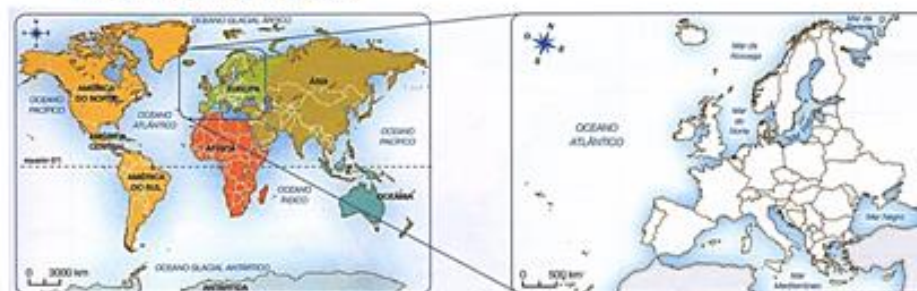 OCEANO GLACIAL ÁRTICO
AMÉRICA
DO NORTE
EUROPA
ÁSIA
OCEANO
PACÍFICO
OCEANO
ATLÂNTICO
AMÉRICA
CENTRAL
ÁFRICA
OCEANO
PACÍFICO
AMÉRICA
DO SUL
OCEANO
ÍNDICO
OCEANIA
0 3000 km
OCEANO GLACIAL ANTÁRTICO
ANTÁRTICA
N
O
E
S
Mar de
Mar da
Noruega
Mar
do
Norte
OCEANO
ATLÂNTICO
Mar Negro
Mar
Mediterrâneo
0 500 km